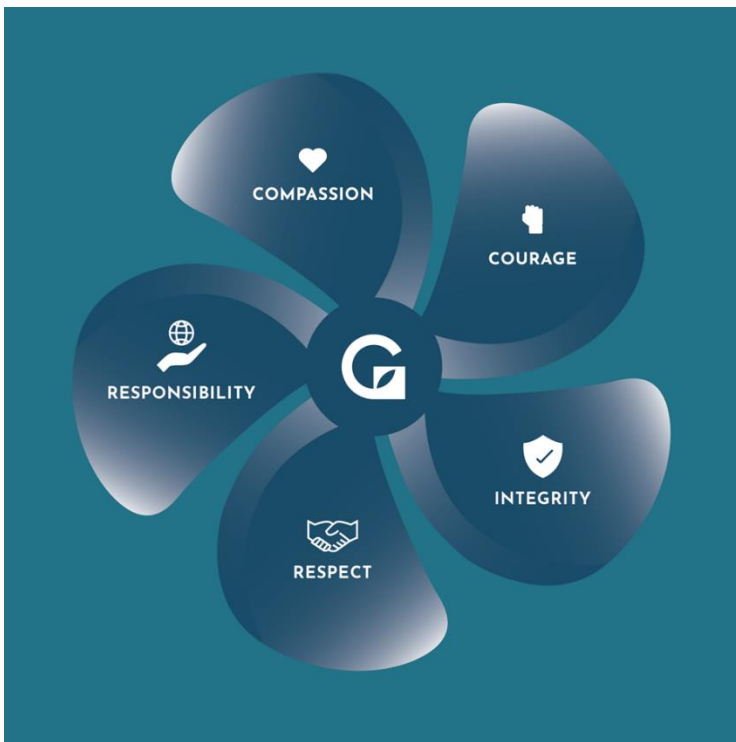 COMPASSION
COURAGE
RESPONSIBILITY
G
INTEGRITY
RESPECT